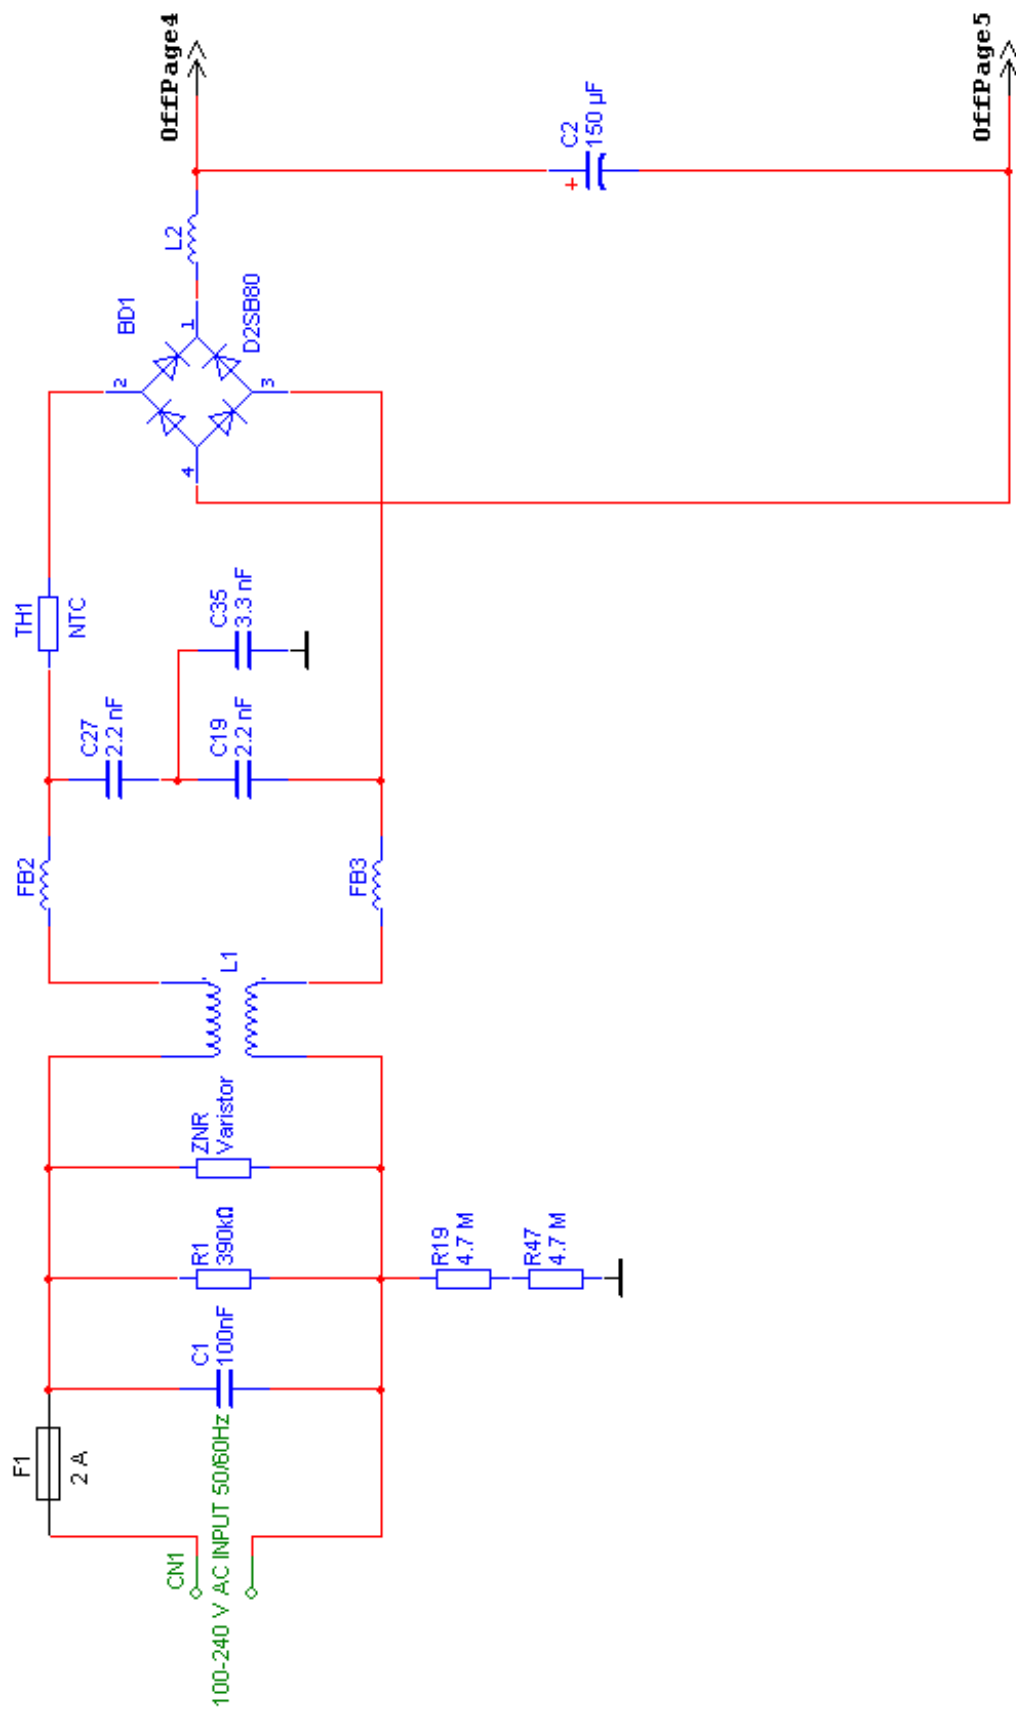 F1
2 A
CN1
100-240 V AC INPUT 50/60Hz
C1
100nF
R1
390kΩ
ZNR
Varistor
R19
4.7 M
R47
4.7 M
L1
FB2
FB3
C27
2.2 nF
C19
2.2 nF
C35
3.3 nF
TH1
NTC
BD1
2
1
4
3
D2SB80
L2
C2
+
150 µF
OffPage4
OffPage5